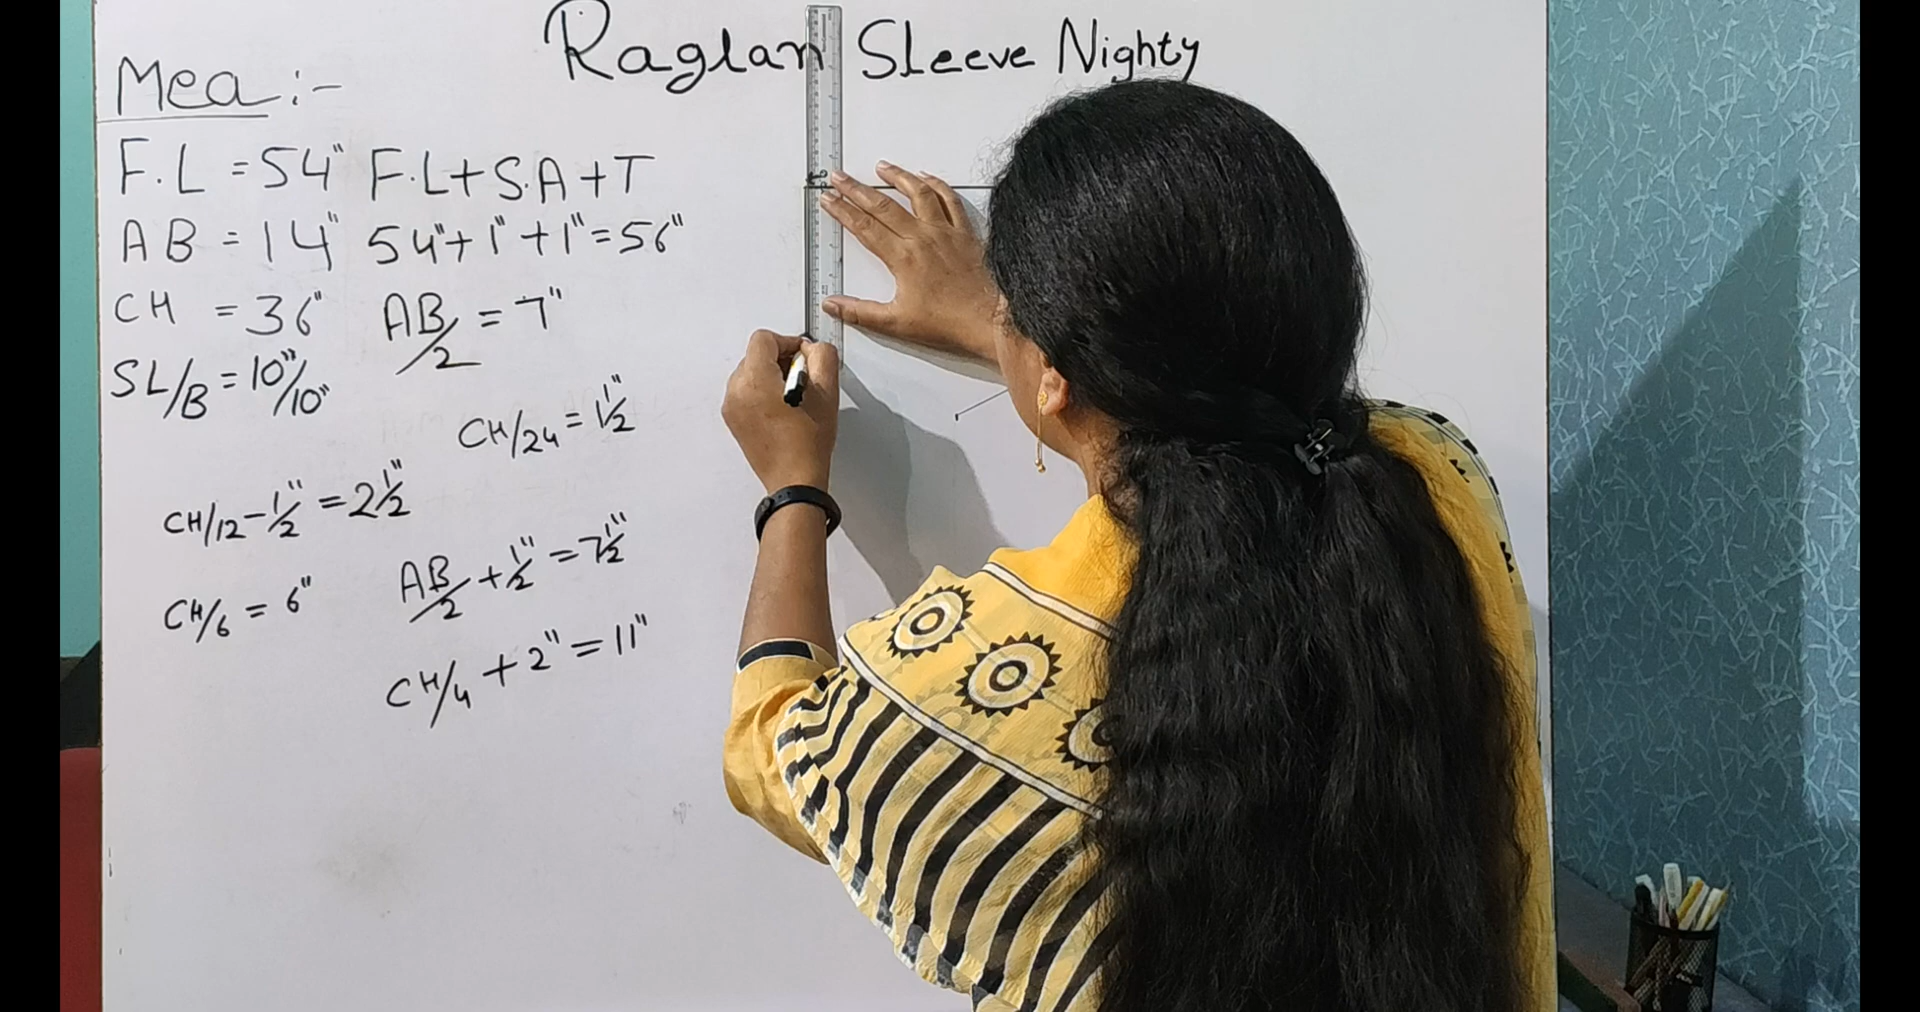 Raglan Sleeve Nighty
Mea :-
F.L = 54" F.L + S.A + T
AB = 14" 54" + 1" + 1" = 56"
CH = 36" AB/2 = 7"
SL/B = 10"/10"
CH/24 = 1 1/2"
CH/12 - 1/2" = 2 1/2"
AB/2 + 1/2" = 7 1/2"
CH/6 = 6"
CH/4 + 2" = 11"